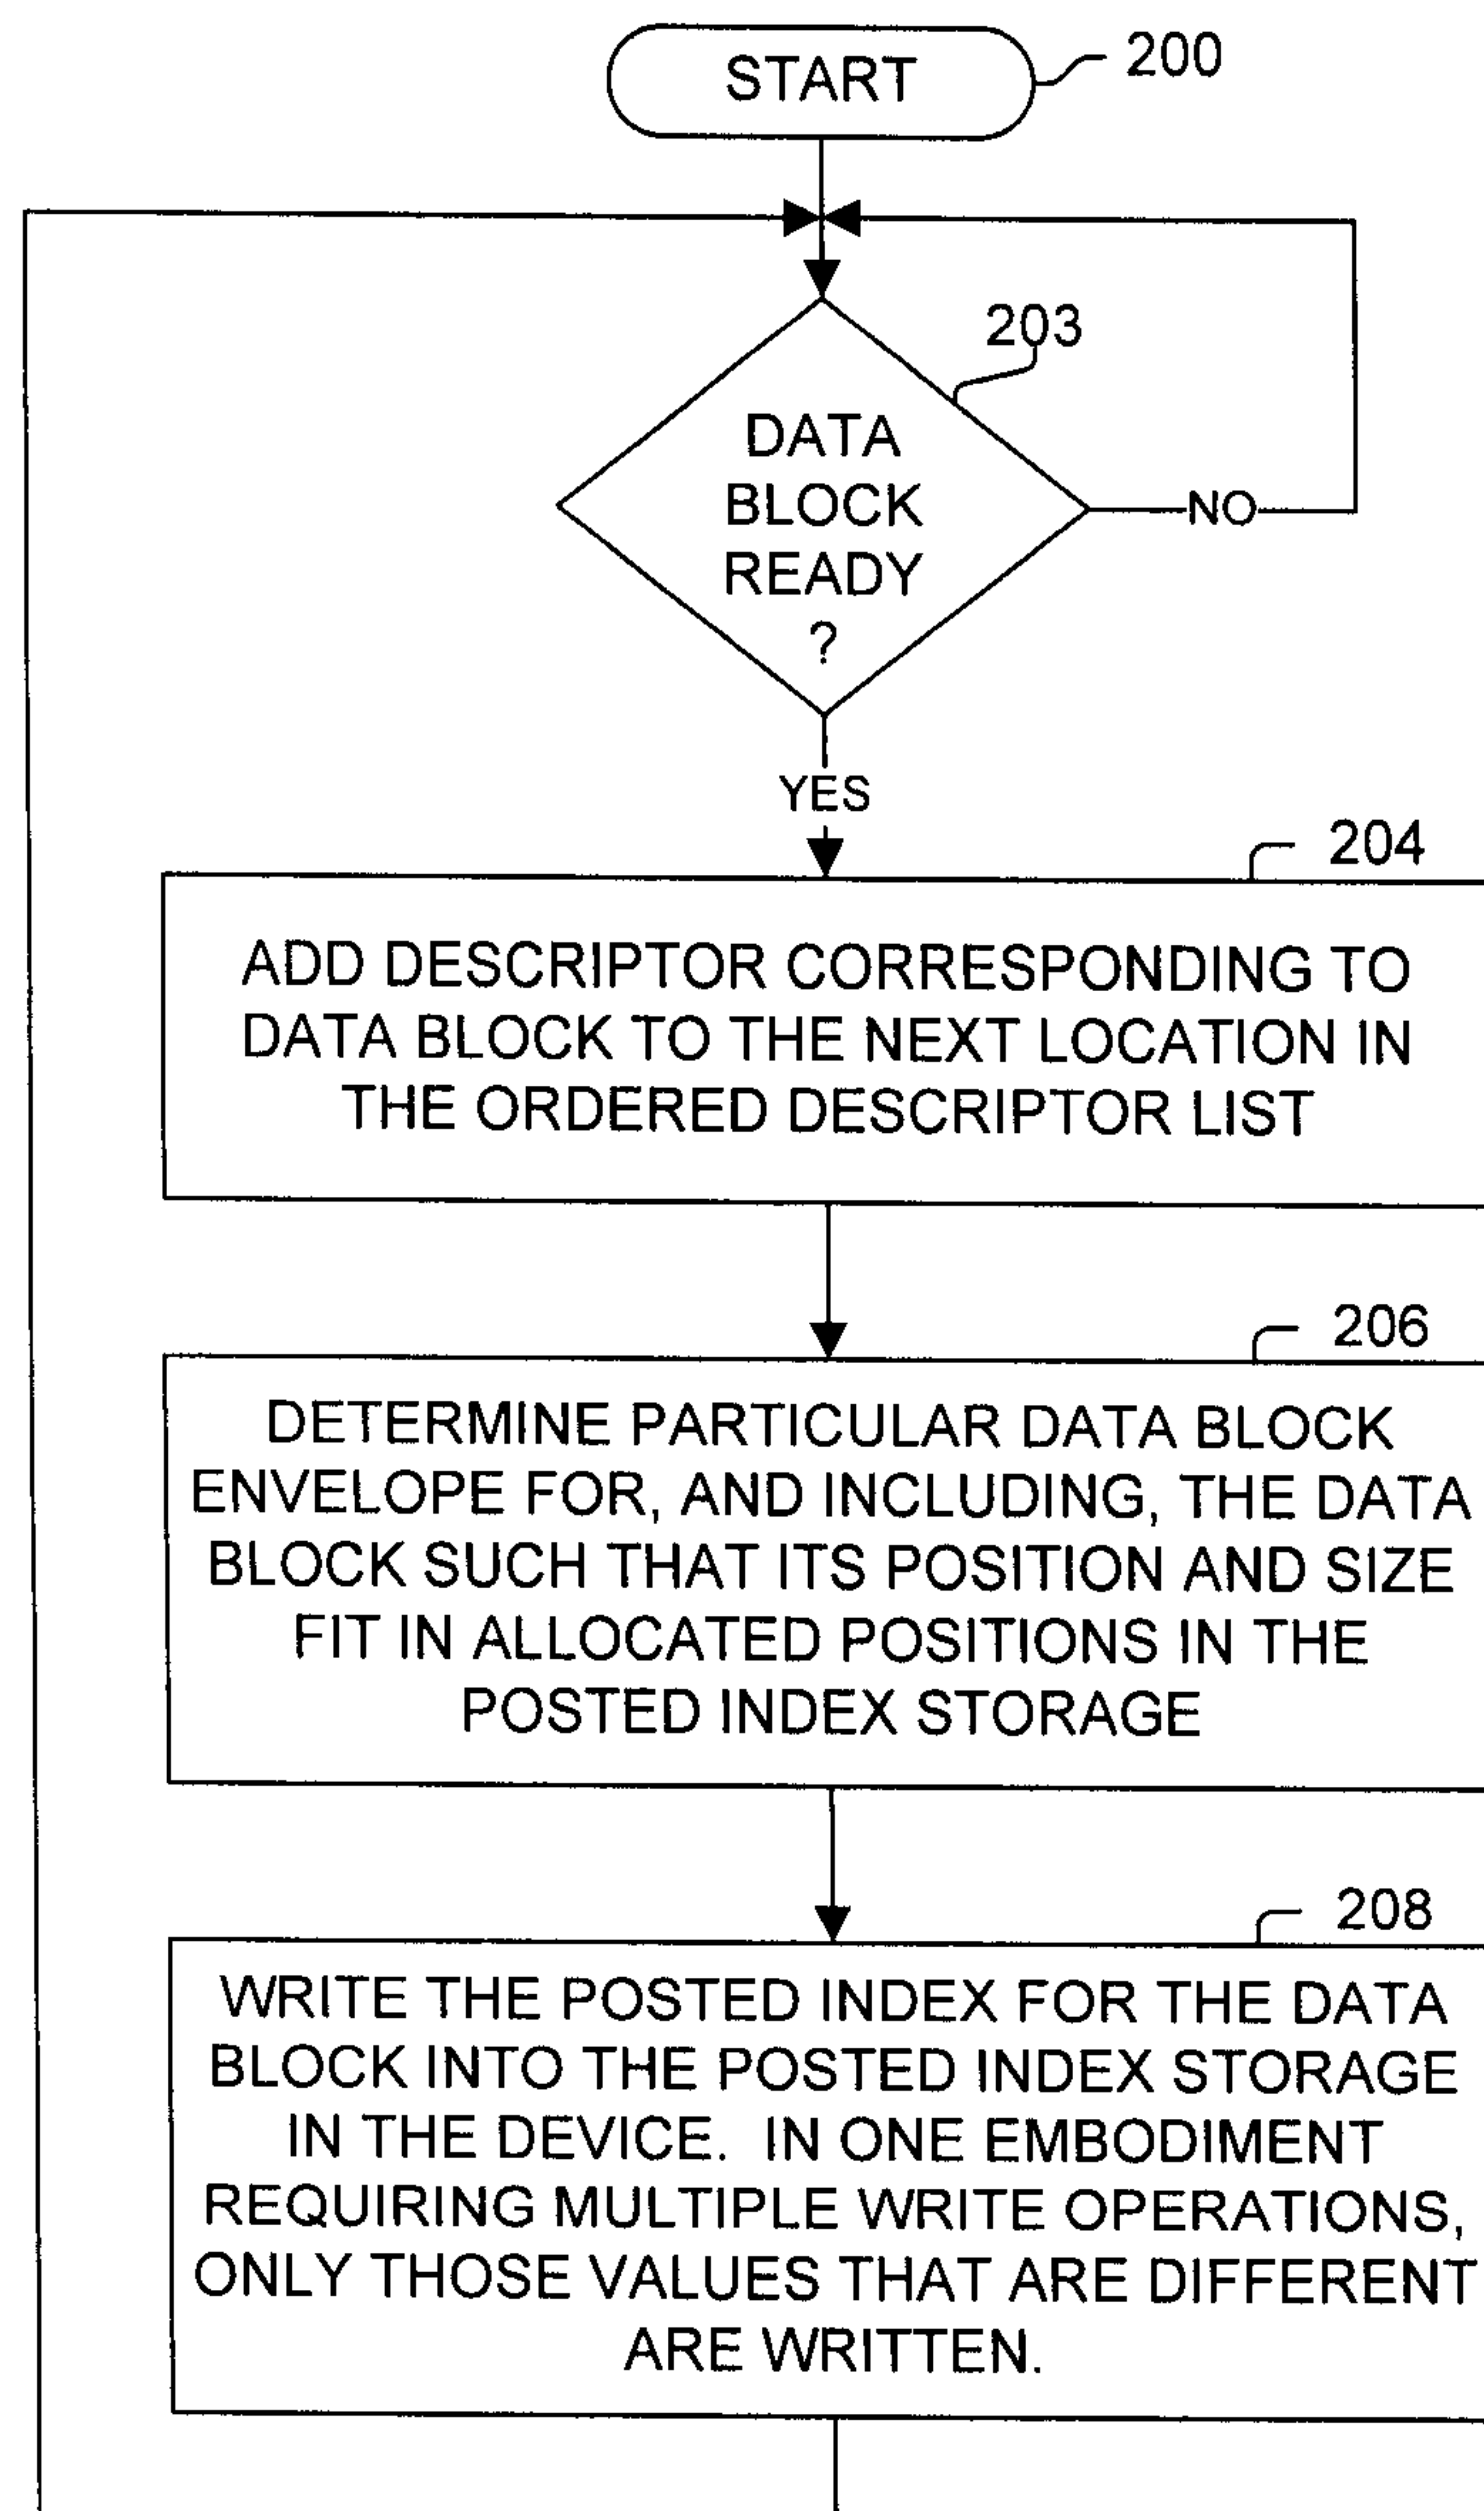 START
200
203
DATA
BLOCK
READY
?
NO
YES
204
ADD DESCRIPTOR CORRESPONDING TO
DATA BLOCK TO THE NEXT LOCATION IN
THE ORDERED DESCRIPTOR LIST
206
DETERMINE PARTICULAR DATA BLOCK
ENVELOPE FOR, AND INCLUDING, THE DATA
BLOCK SUCH THAT ITS POSITION AND SIZE
FIT IN ALLOCATED POSITIONS IN THE
POSTED INDEX STORAGE
208
WRITE THE POSTED INDEX FOR THE DATA
BLOCK INTO THE POSTED INDEX STORAGE
IN THE DEVICE. IN ONE EMBODIMENT
REQUIRING MULTIPLE WRITE OPERATIONS,
ONLY THOSE VALUES THAT ARE DIFFERENT
ARE WRITTEN.